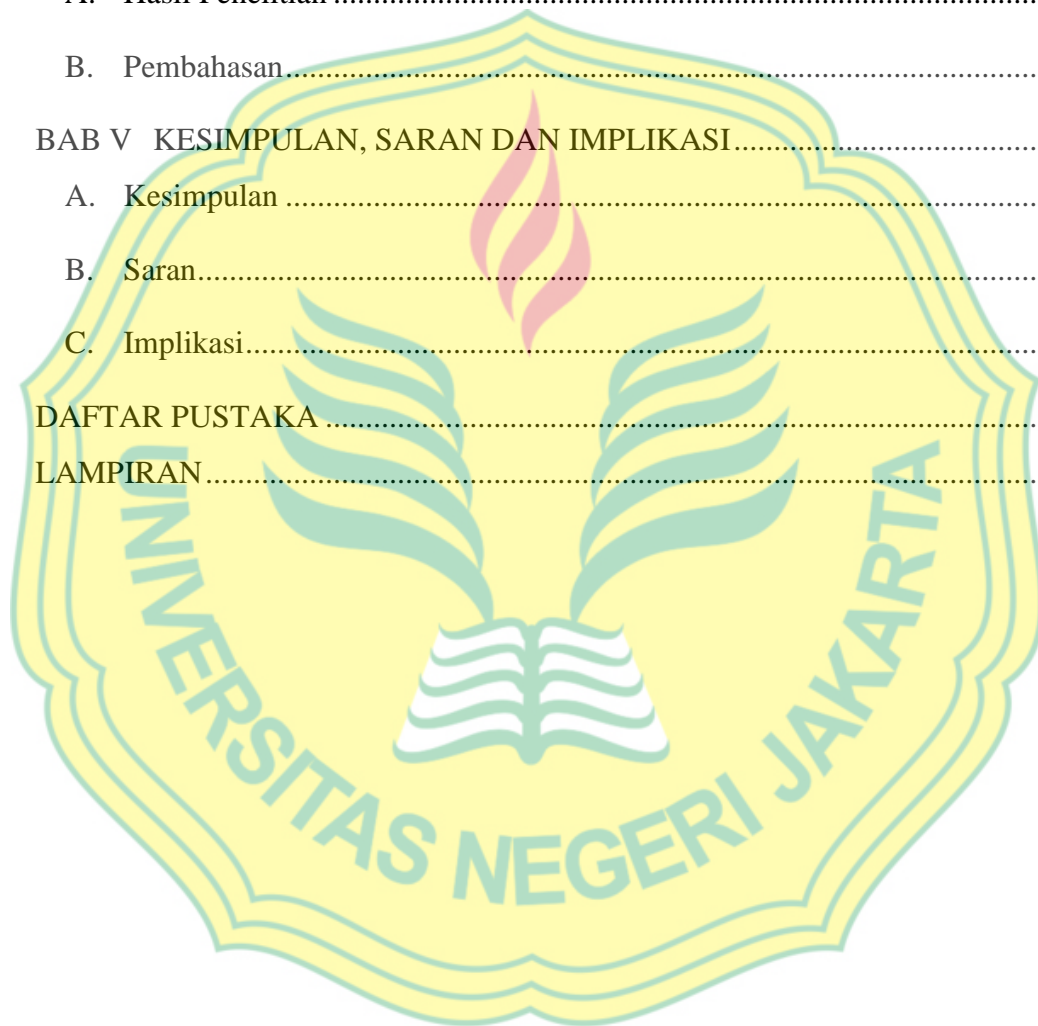 B. Pembahasan......................................................................................................
BAB V KESIMPULAN, SARAN DAN IMPLIKASI......................................
A. Kesimpulan ......................................................................................................
B. Saran......................................................................................................
C. Implikasi......................................................................................................
DAFTAR PUSTAKA ......................................................................................................
LAMPIRAN......................................................................................................
UNIVERSITAS NEGERI JAKARTA